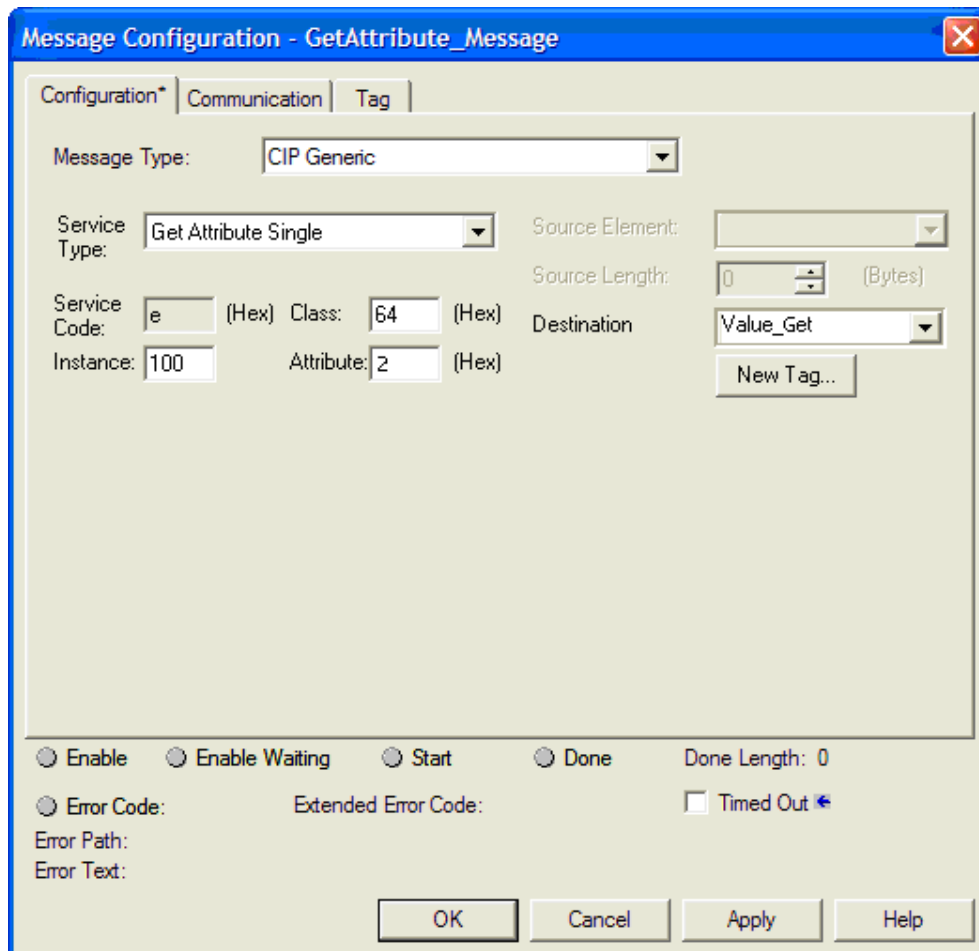 Message Configuration - GetAttribute_Message
Configuration* Communication Tag
Message Type: CIP Generic
Service Type: Get Attribute Single Source Element:
Source Length: 0 (Bytes)
Service Code: e (Hex) Class: 64 (Hex) Destination Value_Get
Instance: 100 Attribute: 2 (Hex) New Tag...
Enable Enable Waiting Start Done Done Length: 0
Error Code: Extended Error Code: Timed Out
Error Path:
Error Text:
OK Cancel Apply Help